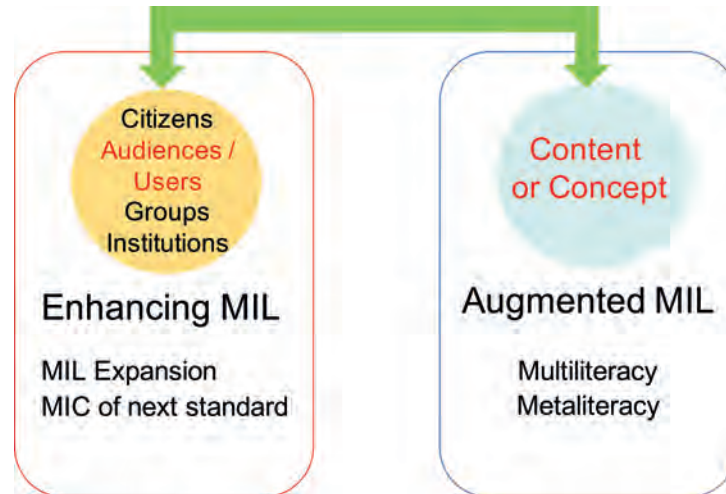 Citizens
Audiences /
Users
Groups
Institutions
Enhancing MIL
MIL Expansion
MIC of next standard
Content
or Concept
Augmented MIL
Multiliteracy
Metaliteracy